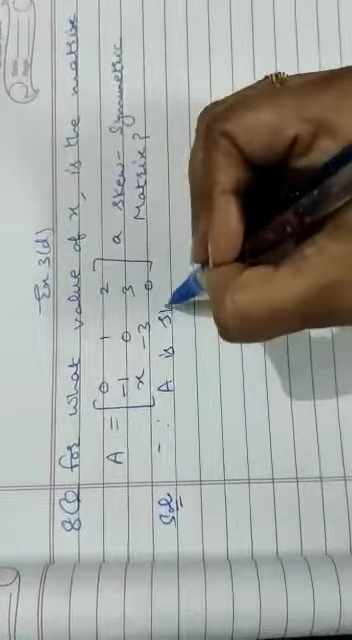 Ex 3(d)
8Q for what value of x, is the matrix
A = [0 1 2
-1 0 3
x -3 0] a skew-symmetric
Matrix?
Sol - ∵ A is S